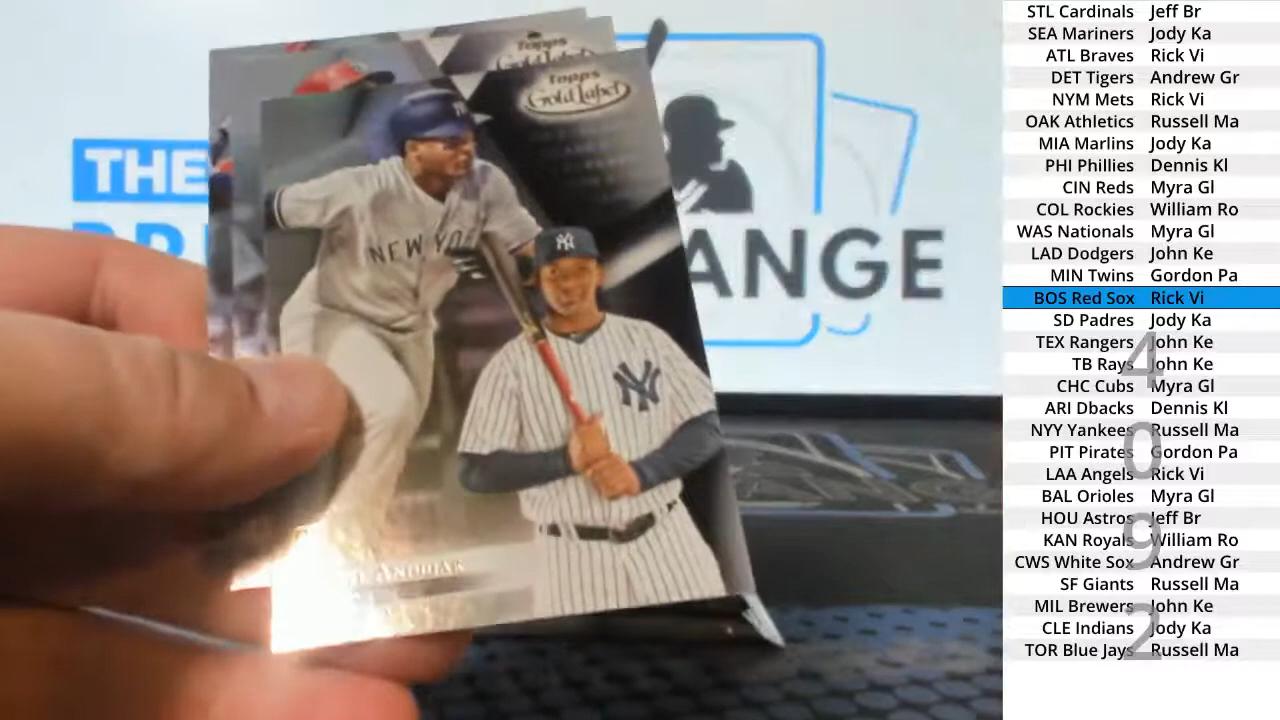 Topps
Gold Label
Topps
Gold Label
THE
ANGE
NEW YO
NY
STL Cardinals Jeff Br
SEA Mariners Jody Ka
ATL Braves Rick Vi
DET Tigers Andrew Gr
NYM Mets Rick Vi
OAK Athletics Russell Ma
MIA Marlins Jody Ka
PHI Phillies Dennis Kl
CIN Reds Myra Gl
COL Rockies William Ro
WAS Nationals Myra Gl
LAD Dodgers John Ke
MIN Twins Gordon Pa
BOS Red Sox Rick Vi
SD Padres Jody Ka
TEX Rangers John Ke
TB Rays John Ke
CHC Cubs Myra Gl
ARI Dbacks Dennis Kl
NYY Yankees Russell Ma
PIT Pirates Gordon Pa
LAA Angels Rick Vi
BAL Orioles Myra Gl
HOU Astros Jeff Br
KAN Royals William Ro
CWS White Sox Andrew Gr
SF Giants Russell Ma
MIL Brewers John Ke
CLE Indians Jody Ka
TOR Blue Jays Russell Ma
4
0
9
2